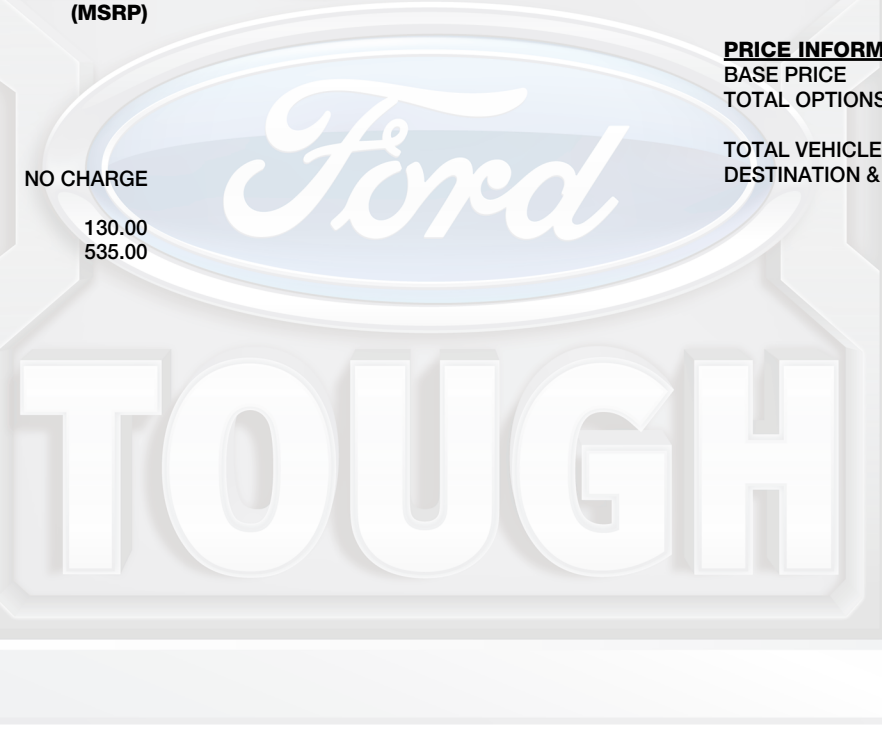 (MSRP)
NO CHARGE
130.00
535.00
PRICE INFORM
BASE PRICE
TOTAL OPTIONS
TOTAL VEHICLE
DESTINATION &
Ford
TOUGH